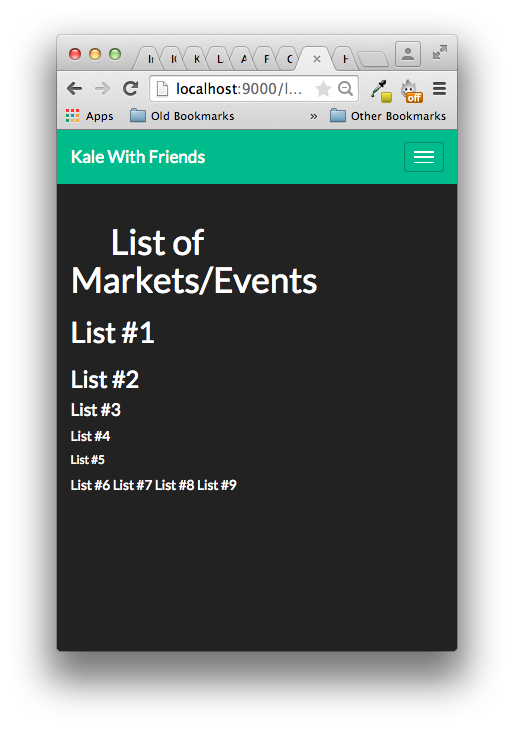 In
K
K
L
A
F
C
H
localhost:9000/l...
off
Apps
Old Bookmarks
»
Other Bookmarks
Kale With Friends
List of
Markets/Events
List #1
List #2
List #3
List #4
List #5
List #6 List #7 List #8 List #9